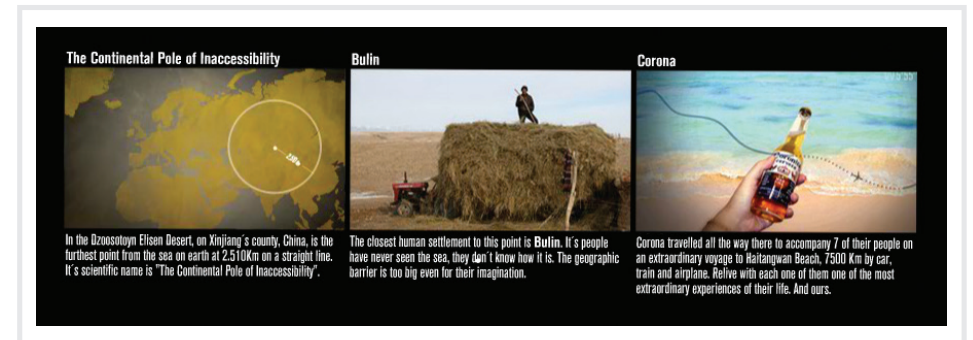 The Continental Pole of Inaccessibility
In the Dzoosotoyn Elisen Desert, on Xinjiang´s county, China, is the
furthest point from the sea on earth at 2.510Km on a straight line.
It´s scientific name is "The Continental Pole of Inaccessibility".
Bulin
The closest human settlement to this point is Bulin. It´s people
have never seen the sea, they don´t know how it is. The geographic
barrier is too big even for their imagination.
Corona
Corona travelled all the way there to accompany 7 of their people on
an extraordinary voyage to Haitangwan Beach, 7500 Km by car,
train and airplane. Relive with each one of them one of the most
extraordinary experiences of their life. And ours.